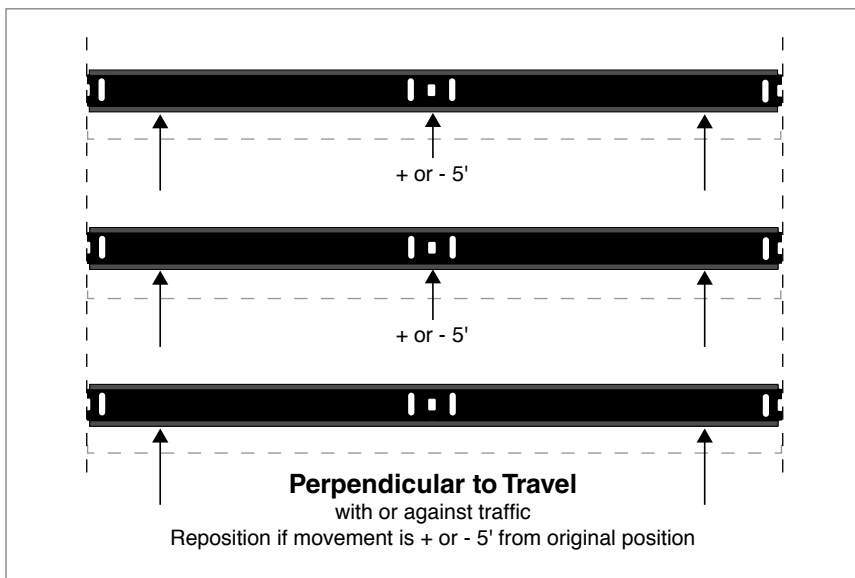 + or - 5'
+ or - 5'
Perpendicular to Travel
with or against traffic
Reposition if movement is + or - 5' from original position